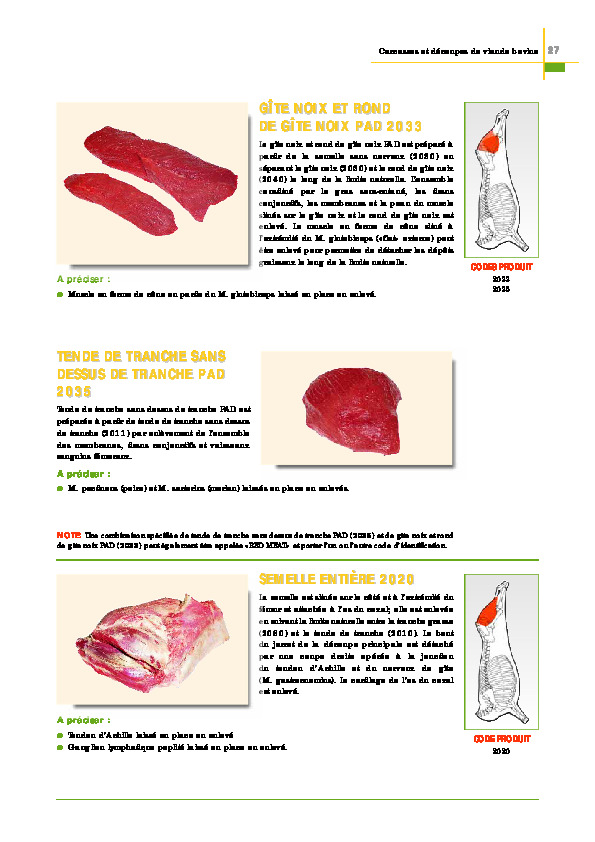 Carcasses et découpes de viande bovine 27
GÎTE NOIX ET ROND
DE GÎTE NOIX PAD 2033
Le gîte noix et rond de gîte noix PAD est préparé à
partir de la semelle sans nerveux (2030) en
séparant le gîte noix (2050) et le rond de gîte noix
(2040) le long de la limite naturelle. L'ensemble
constitué par le gras sous-cutané, les tissus
conjonctifs, les membranes et la peau du muscle
situés sur le gîte noix et le rond de gîte noix est
enlevé. Le muscle en forme de cône situé à
l'extrémité du M. gluteobiceps (côté externe) peut
être enlevé pour permettre de détacher les dépôts
graisseux le long de la limite naturelle.
CODES PRODUIT
2033
2035
A préciser :
Muscle en forme de cône en partie du M. gluteobiceps laissé en place ou enlevé.
TENDE DE TRANCHE SANS
DESSUS DE TRANCHE PAD
2035
Tende de tranche sans dessus de tranche PAD est
préparée à partir de tende de tranche sans dessus
de tranche (2011) par enlèvement de l'ensemble
des membranes, tissus conjonctifs et vaisseaux
sanguins fémoraux.
A préciser :
M. pectineus (poire) et M. sartorius (merlan) laissés en place ou enlevés.
NOTE: Une combinaison spécifiée de tende de tranche sans dessus de tranche PAD (2035) et de gîte noix et rond
de gîte noix PAD (2033) peut également être appelée «RED MEAT» et porter l'un ou l'autre code d'identification.
SEMELLE ENTIÈRE 2020
La semelle est située sur le côté et à l'extrémité du
fémur et attachée à l'os du coxal; elle est enlevée
en suivant la limite naturelle entre la tranche grasse
(2060) et le tende de tranche (2010). Le bout
du jarret de la découpe principale est détaché
par une coupe droite opérée à la jonction
du tendon d'Achille et du nerveux de gîte
(M. gastrocnemius). Le cartilage de l'os du coxal
est enlevé.
CODE PRODUIT
2020
A préciser :
Tendon d'Achille laissé en place ou enlevé
Ganglion lymphatique poplité laissé en place ou enlevé.